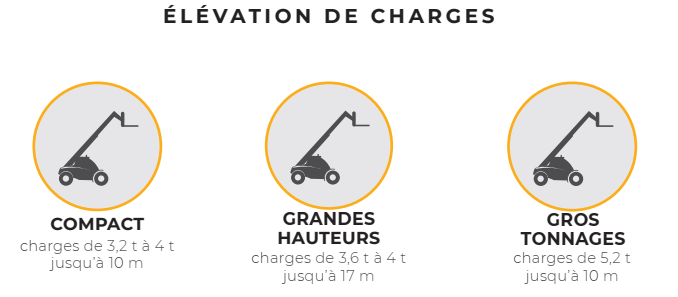 ÉLÉVATION DE CHARGES
COMPACT
charges de 3,2 t à 4 t
jusqu'à 10 m
GRANDES
HAUTEURS
charges de 3,6 t à 4 t
jusqu'à 17 m
GROS
TONNAGES
charges de 5,2 t
jusqu'à 10 m